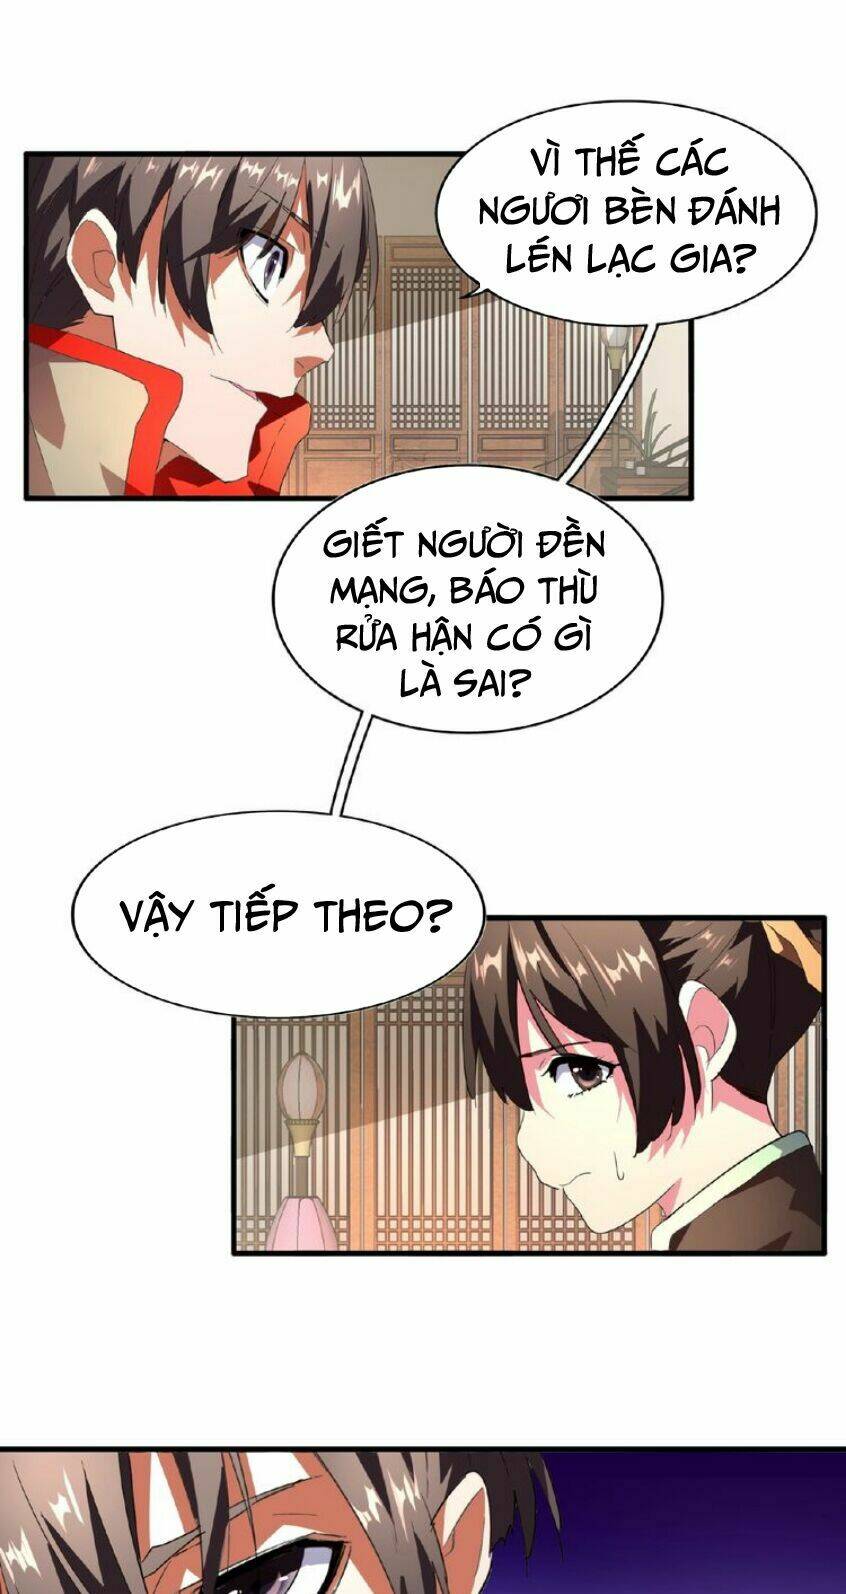 VÌ THẾ CÁC
NGƯƠI BÈN ĐÁNH
LÉN LẠC GIA?
GIẾT NGƯỜI ĐỀN
MẠNG, BÁO THÙ
RỬA HẬN CÓ GÌ
LÀ SAI?
VẬY TIẾP THEO?